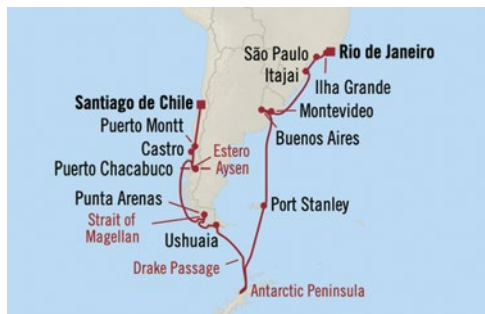 São Paulo
Rio de Janeiro
Itajai
Ilha Grande
Santiago de Chile
Montevideo
Puerto Montt
Buenos Aires
Castro
Estero
Aysen
Puerto Chacabuco
Punta Arenas
Port Stanley
Strait of
Magellan
Ushuaia
Drake Passage
Antarctic Peninsula